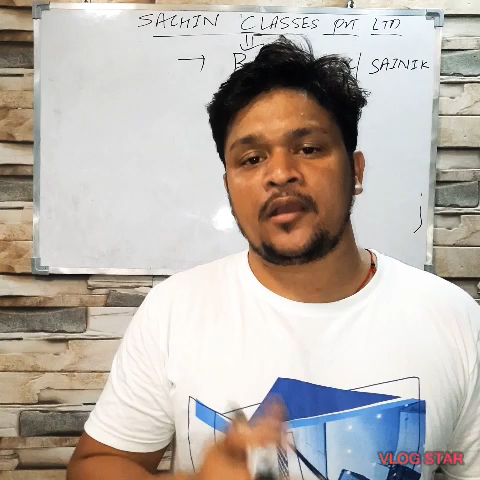 SACHIN CLASSES PVT LTD
→ / SAINIK
VLOG STAR